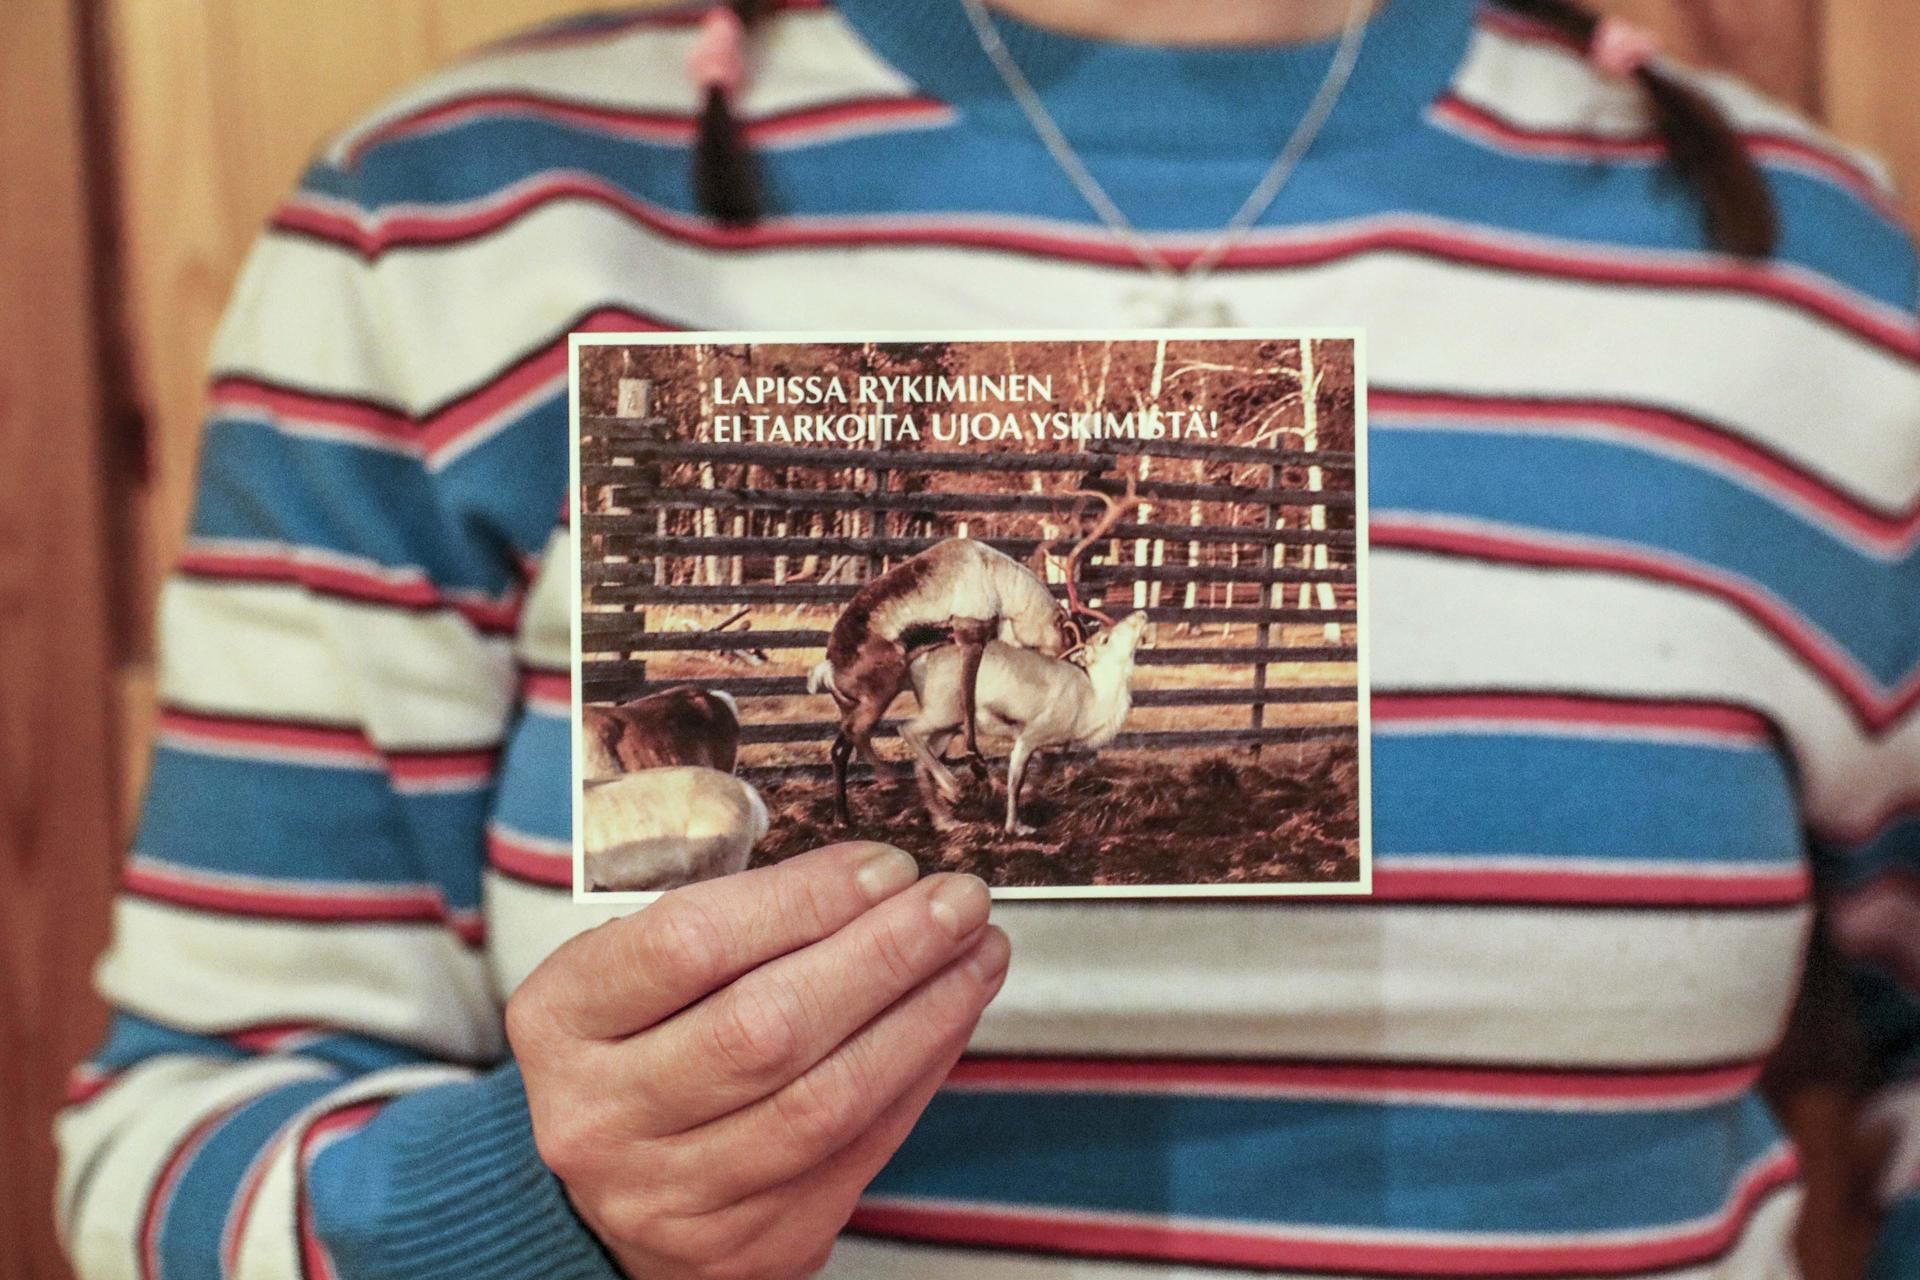 LAPISSA RYKIMINEN
EI TARKOITA UJOA YSKIMISTÄ!